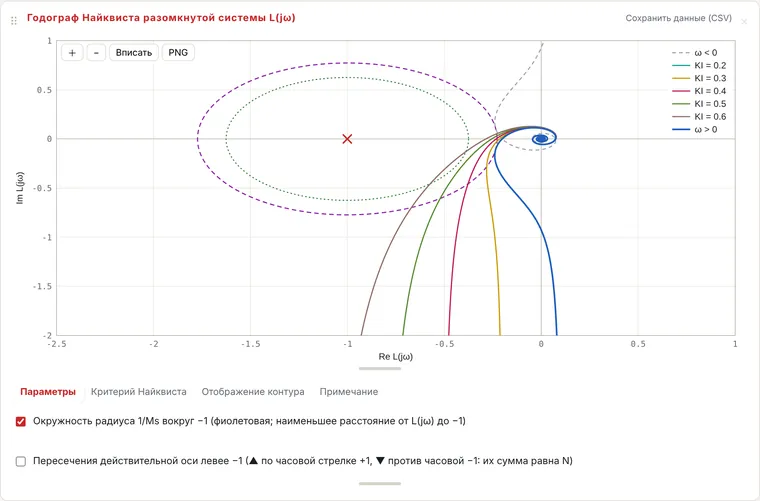 Годограф Найквиста разомкнутой системы L(jω)
Сохранить данные (CSV)
×
+ − Вписать PNG
ω < 0
KI = 0.2
KI = 0.3
KI = 0.4
KI = 0.5
KI = 0.6
ω > 0
1
0.5
0
-0.5
-1
-1.5
-2
Im L(jω)
-2.5 -2 -1.5 -1 -0.5 0 0.5 1
Re L(jω)
Параметры Критерий Найквиста Отображение контура Примечание
Окружность радиуса 1/Ms вокруг −1 (фиолетовая; наименьшее расстояние от L(jω) до −1)
Пересечения действительной оси левее −1 (▲ по часовой стрелке +1, ▼ против часовой −1: их сумма равна N)